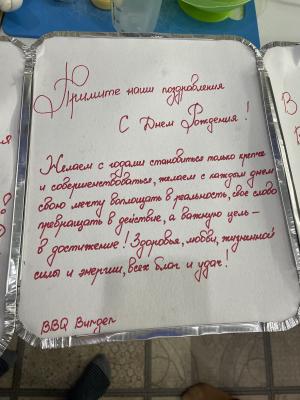 Примите наши поздравления
С Днем Рождения!
Желаем с годами становиться только крепче
и совершенствоваться, желаем с каждым днем
свою мечту воплощать в реальность, свое слово
превращать в действие, а важную цель –
в достижение! Здоровья, любви, жизненной
силы и энергии, всех благ и удач!
BBQ Burger